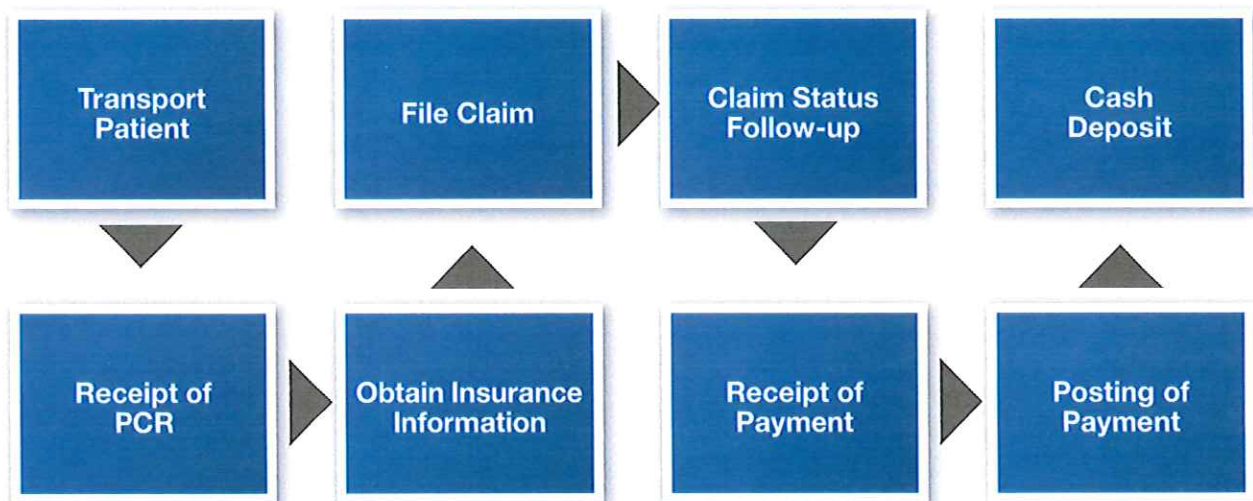 Transport
Patient
File Claim
Claim Status
Follow-up
Cash
Deposit
Receipt of
PCR
Obtain Insurance
Information
Receipt of
Payment
Posting of
Payment